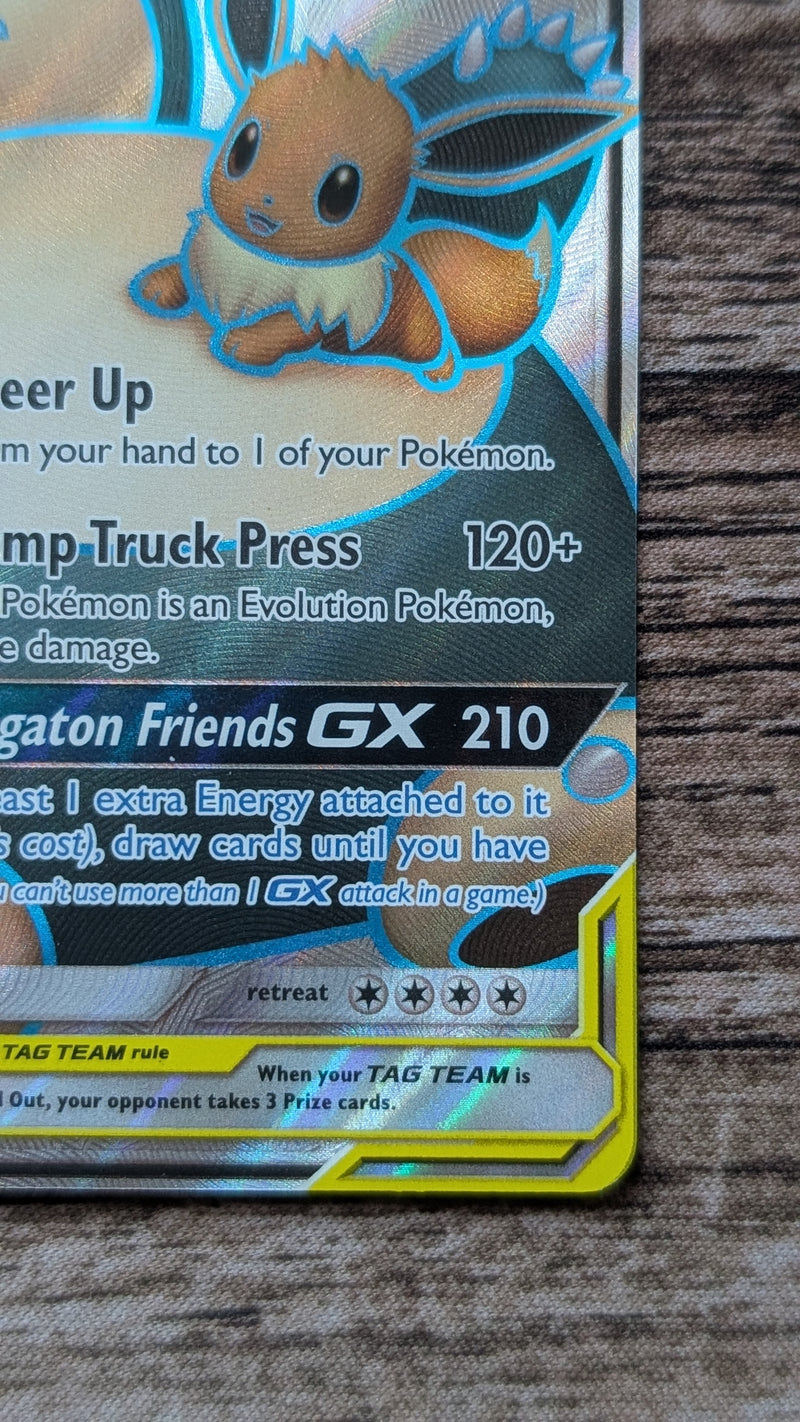 eer Up
m your hand to 1 of your Pokémon.
mp Truck Press 120+
Pokémon is an Evolution Pokémon,
e damage.
gaton Friends GX 210
east 1 extra Energy attached to it
s cost), draw cards until you have
u can't use more than 1 GX attack in a game.)
retreat
TAG TEAM rule
When your TAG TEAM is
d Out, your opponent takes 3 Prize cards.